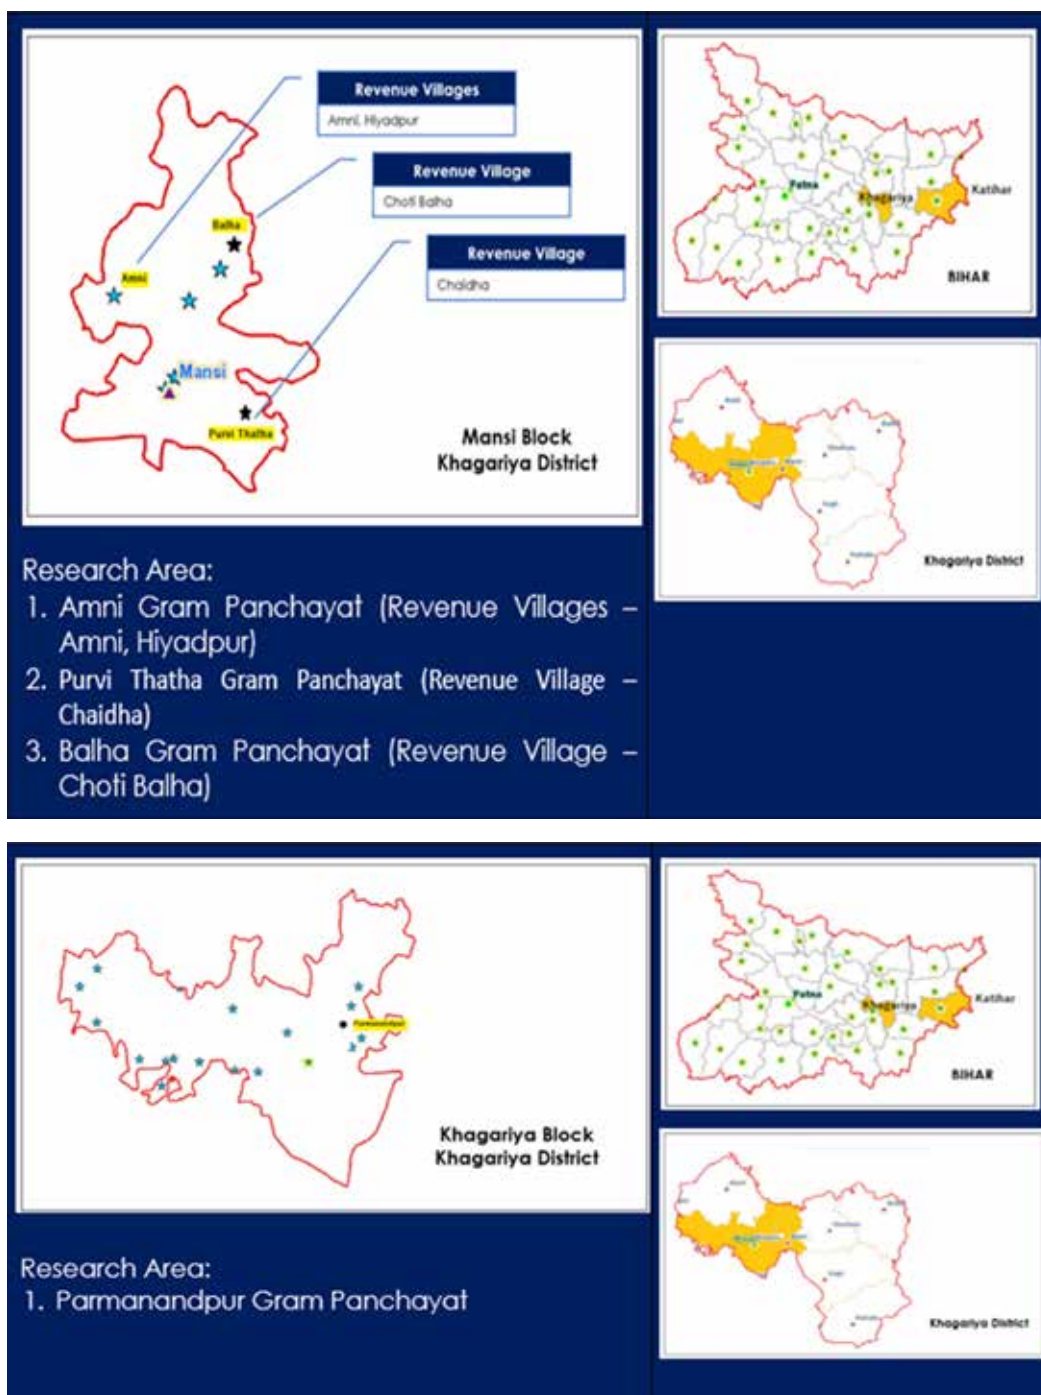 Revenue Villages
Amni, Hiyadpur
Revenue Village
Choti Balha
Revenue Village
Chaidha
Balha
Amni
Mansi
Purvi Thatha
Mansi Block
Khagariya District
Patna
Khagariya
Katihar
BIHAR
Khagariya District
Research Area:
1. Amni Gram Panchayat (Revenue Villages –
Amni, Hiyadpur)
2. Purvi Thatha Gram Panchayat (Revenue Village –
Chaidha)
3. Balha Gram Panchayat (Revenue Village –
Choti Balha)
Parmanandpur
Khagariya Block
Khagariya District
Patna
Khagariya
Katihar
BIHAR
Khagariya District
Research Area:
1. Parmanandpur Gram Panchayat